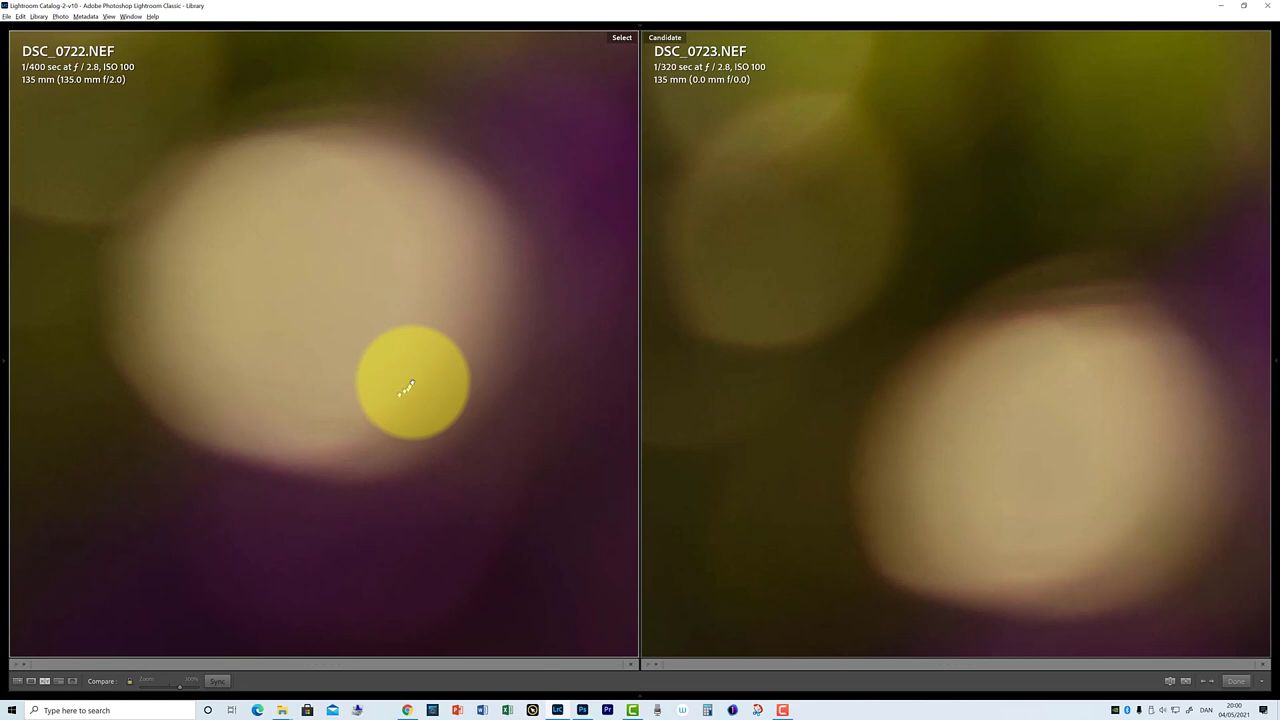 Lightroom Catalog-2-v10 - Adobe Photoshop Lightroom Classic - Library
File Edit Library Photo Metadata View Window Help
Select
DSC_0722.NEF
1/400 sec at ƒ / 2.8, ISO 100
135 mm (135.0 mm f/2.0)
Candidate
DSC_0723.NEF
1/320 sec at ƒ / 2.8, ISO 100
135 mm (0.0 mm f/0.0)
Compare : Zoom 100% Sync
Done
Type here to search
DAN
20:00
04/05/2021